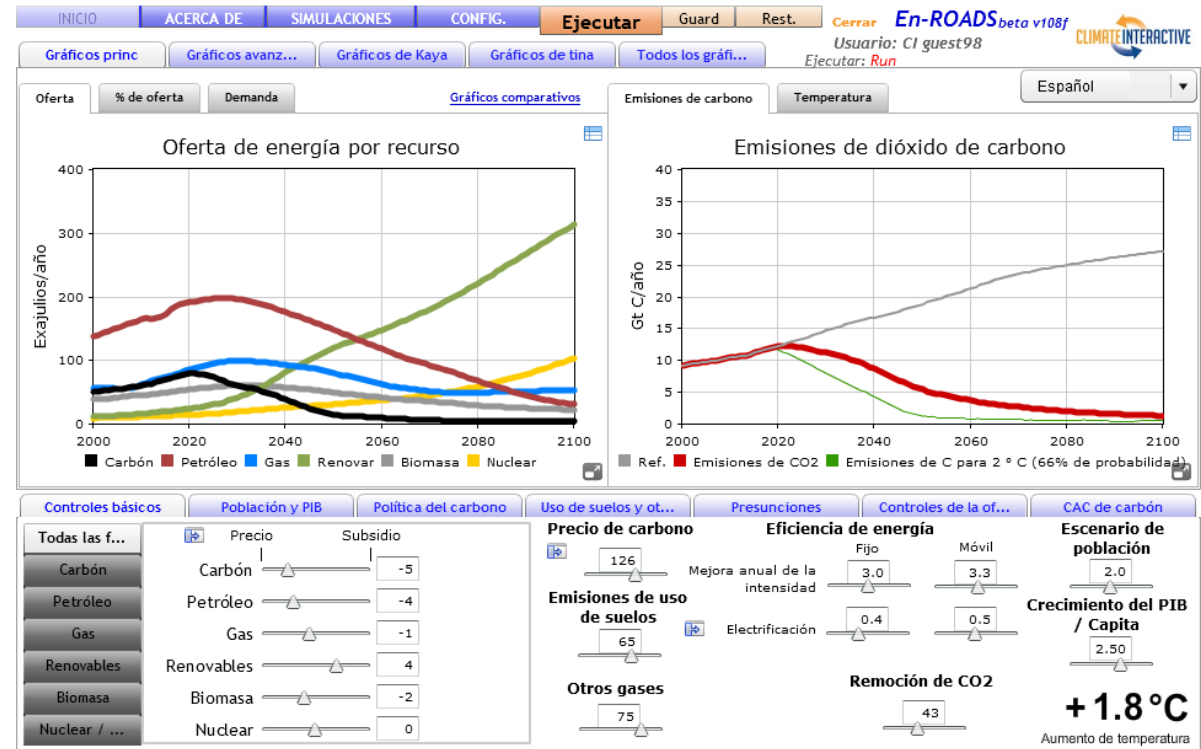 INICIO ACERCA DE SIMULACIONES CONFIG. Ejecutar Guard Rest. Cerrar En-ROADS beta v108f
CLIMATE INTERACTIVE
Usuario: CI guest98
Ejecutar: Run
Gráficos princ Gráficos avanz... Gráficos de Kaya Gráficos de tina Todos los gráfi...
Español
Oferta % de oferta Demanda Gráficos comparativos
Emisiones de carbono Temperatura
Oferta de energía por recurso
Exajulios/año
400
300
200
100
0
2000 2020 2040 2060 2080 2100
Carbón Petróleo Gas Renovar Biomasa Nuclear
Emisiones de dióxido de carbono
Gt C/año
40
35
30
25
20
15
10
5
0
2000 2020 2040 2060 2080 2100
Ref. Emisiones de CO2 Emisiones de C para 2 ° C (66% de probabilidad)
Controles básicos Población y PIB Política del carbono Uso de suelos y ot... Presunciones Controles de la of... CAC de carbón
Todas las f...
Carbón
Petróleo
Gas
Renovables
Biomasa
Nuclear / ...
Precio Subsidio
Carbón -5
Petróleo -4
Gas -1
Renovables 4
Biomasa -2
Nuclear 0
Precio de carbono
126
Emisiones de uso
de suelos
65
Otros gases
75
Eficiencia de energía
Fijo Móvil
Mejora anual de la
intensidad
3.0 3.3
Electrificación 0.4 0.5
Remoción de CO2
43
Escenario de
población
2.0
Crecimiento del PIB
/ Capita
2.50
+1.8°C
Aumento de temperatura